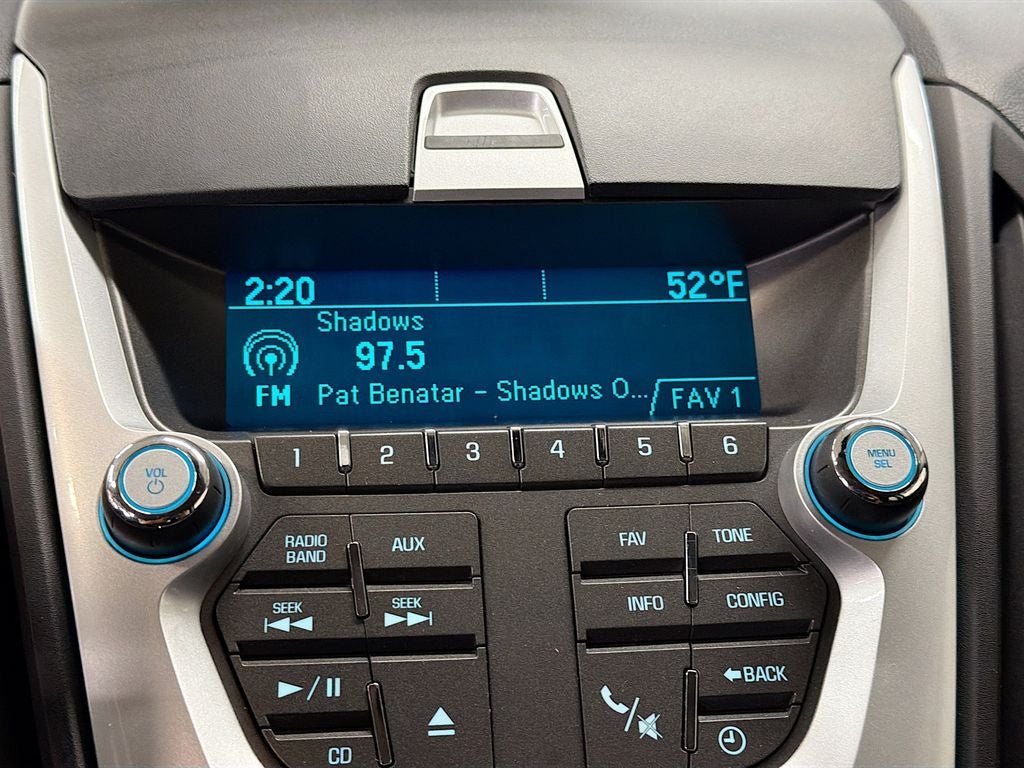 2:20 52°F
Shadows
97.5
FM Pat Benatar - Shadows O... FAV 1
1 2 3 4 5 6
VOL
MENU
SEL
RADIO
BAND
AUX
FAV
TONE
SEEK
SEEK
INFO
CONFIG
BACK
CD